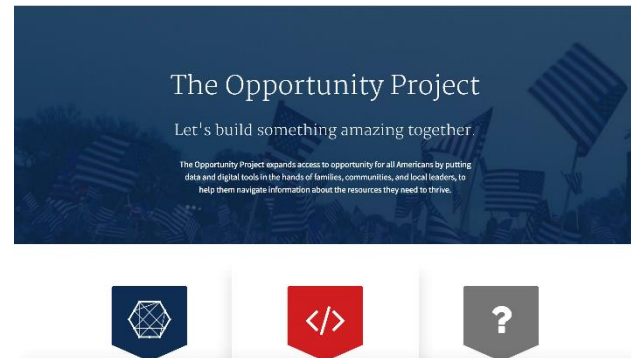 The Opportunity Project
Let's build something amazing together.
The Opportunity Project expands access to opportunity for all Americans by putting
data and digital tools in the hands of families, communities, and local leaders, to
help them navigate information about the resources they need to thrive.
</> ?